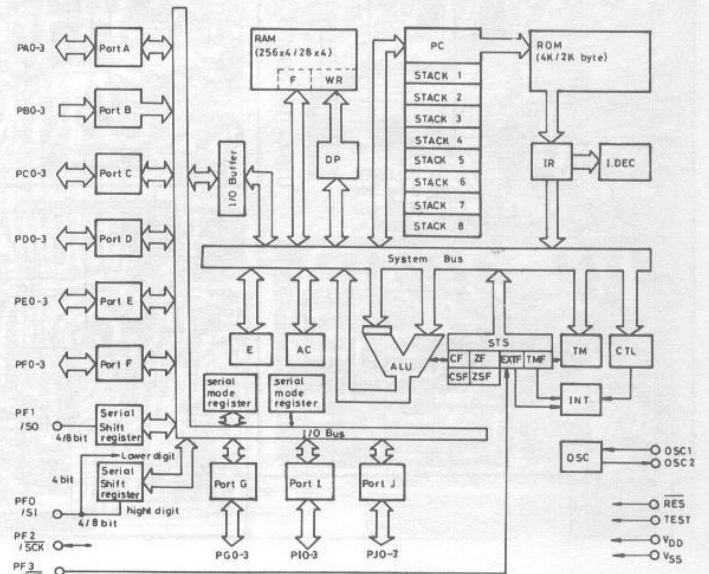 PA0-3
Port A
PB0-3
Port B
PC0-3
Port C
PD0-3
Port D
PE0-3
Port E
PF0-3
Port F
PF1
/SO
4/8bit
Serial
Shift
register
Lower digit
4 bit
Serial
Shift
register
PF0
/SI
4/8 bit
hight digit
PF2
/SCK
PF3
I/O Buffer
RAM
(256x4/28x4)
F
WR
DP
PC
STACK 1
STACK 2
STACK 3
STACK 4
STACK 5
STACK 6
STACK 7
STACK 8
ROM
(4K/2K byte)
IR
I.DEC
System Bus
E
AC
ALU
STS
CF
ZF
EXTF
TMF
CSF
ZSF
TM
CTL
INT
serial
mode
register
serial
mode
register
I/O Bus
Port G
Port I
Port J
PG0-3
PI0-3
PJ0-3
OSC
OSC1
OSC2
RES
TEST
VDD
VSS